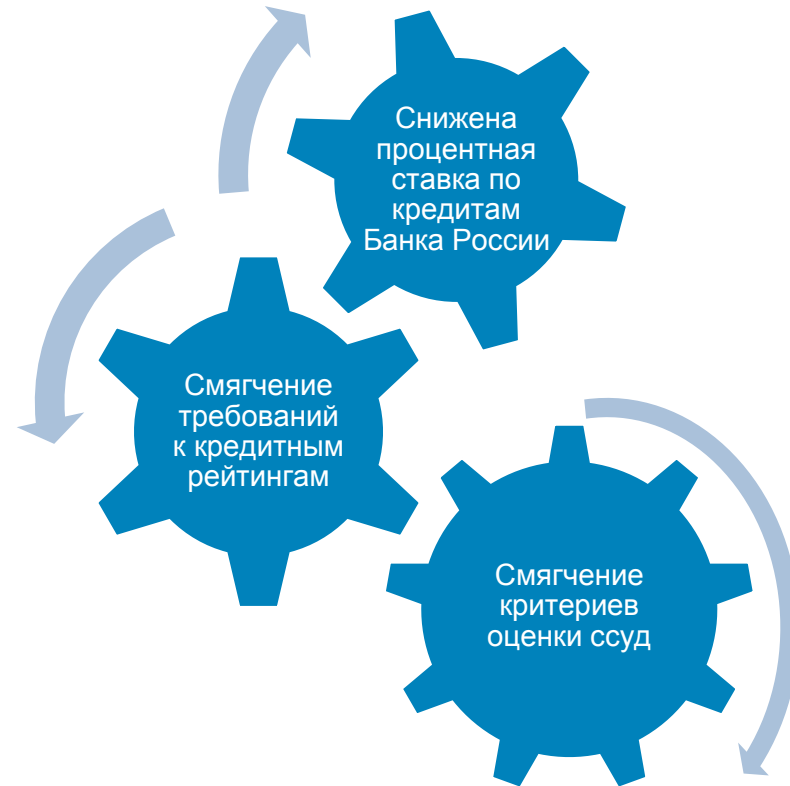 Снижена
процентная
ставка по
кредитам
Банка России
Смягчение
требований
к кредитным
рейтингам
Смягчение
критериев
оценки ссуд